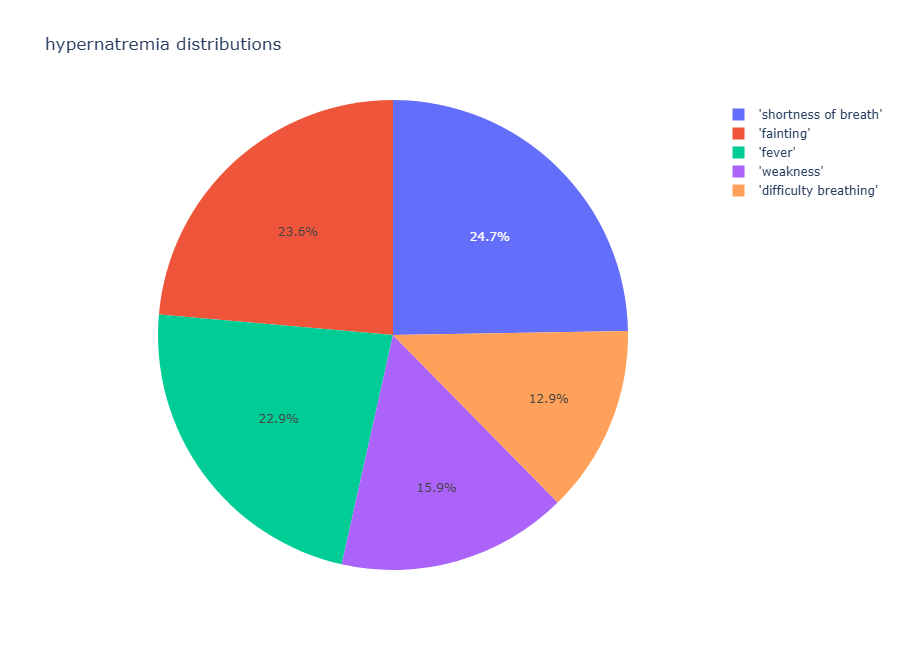 hypernatremia distributions
'shortness of breath'
'fainting'
'fever'
'weakness'
'difficulty breathing'
23.6%
24.7%
12.9%
22.9%
15.9%